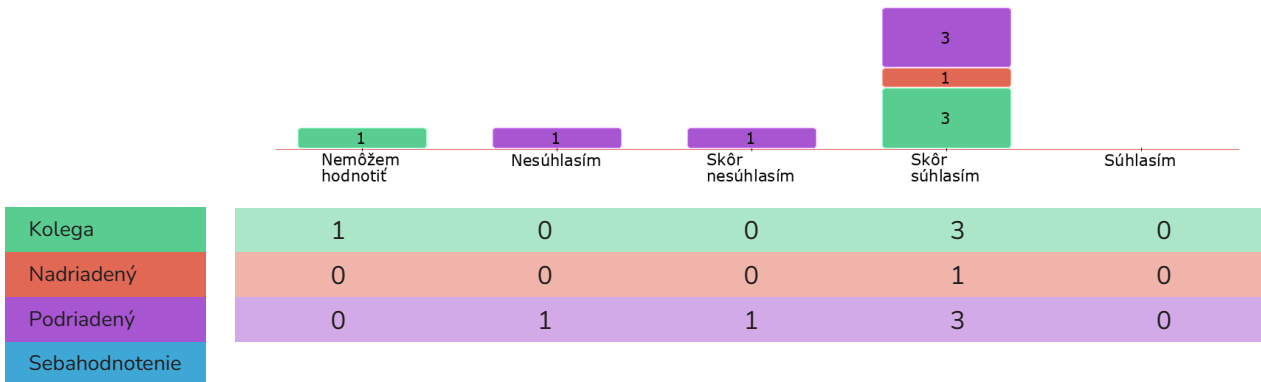 3
1
3
1
1
1
Nemôžem
hodnotiť
Nesúhlasím
Skôr
nesúhlasím
Skôr
súhlasím
Súhlasím
Kolega 1 0 0 3 0
Nadriadený 0 0 0 1 0
Podriadený 0 1 1 3 0
Sebahodnotenie